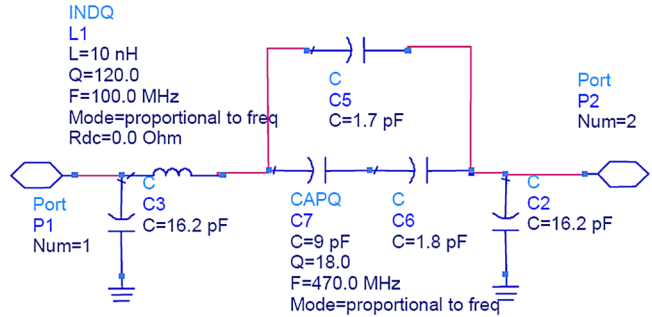 INDQ
L1
L=10 nH
Q=120.0
F=100.0 MHz
Mode=proportional to freq
Rdc=0.0 Ohm
C
C5
C=1.7 pF
Port
P2
Num=2
Port
P1
Num=1
C
C3
C=16.2 pF
CAPQ
C7
C=9 pF
Q=18.0
F=470.0 MHz
Mode=proportional to freq
C
C6
C=1.8 pF
C
C2
C=16.2 pF